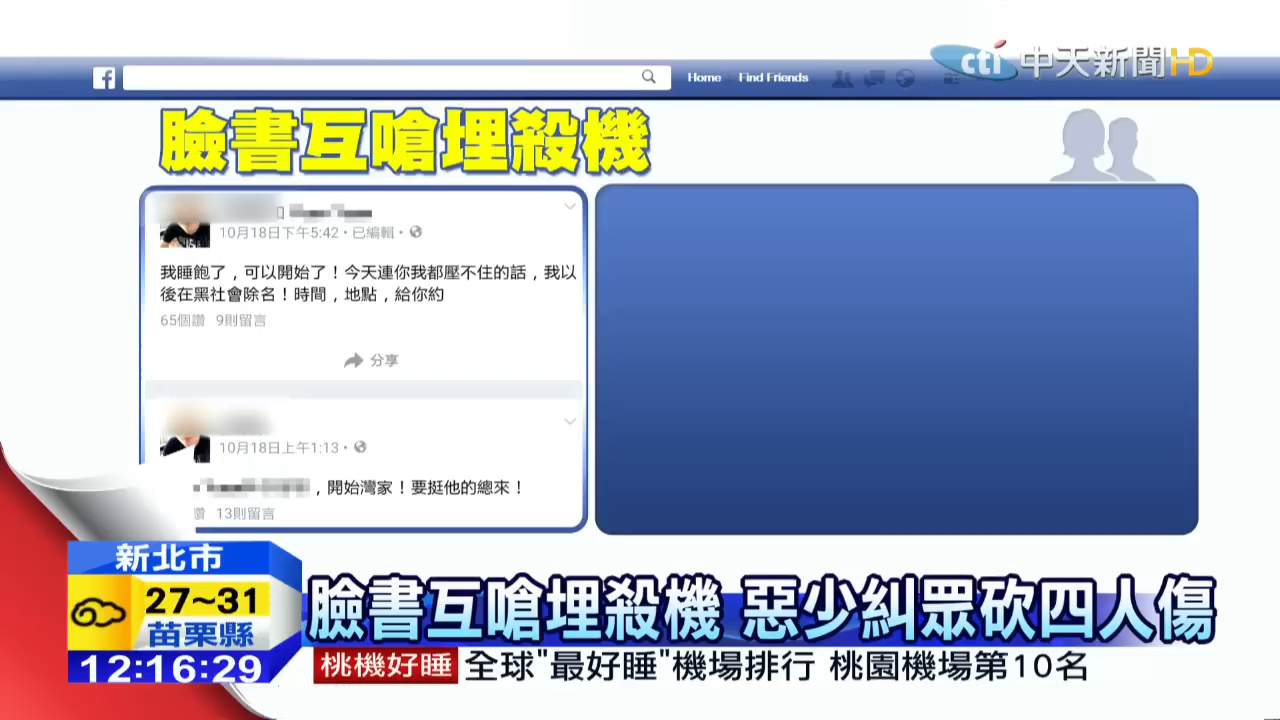 cti 中天新聞HD
f
Home Find Friends
臉書互嗆埋殺機
10月18日下午5:42・已編輯・
我睡飽了，可以開始了！今天連你我都壓不住的話，我以
後在黑社會除名！時間，地點，給你約
65個讚 9則留言
分享
10月18日上午1:13・
，開始灣家！要挺他的總來！
讚 13則留言
新北市
27~31
苗栗縣
12:16:29
臉書互嗆埋殺機 惡少糾眾砍四人傷
桃機好睡 全球"最好睡"機場排行 桃園機場第10名